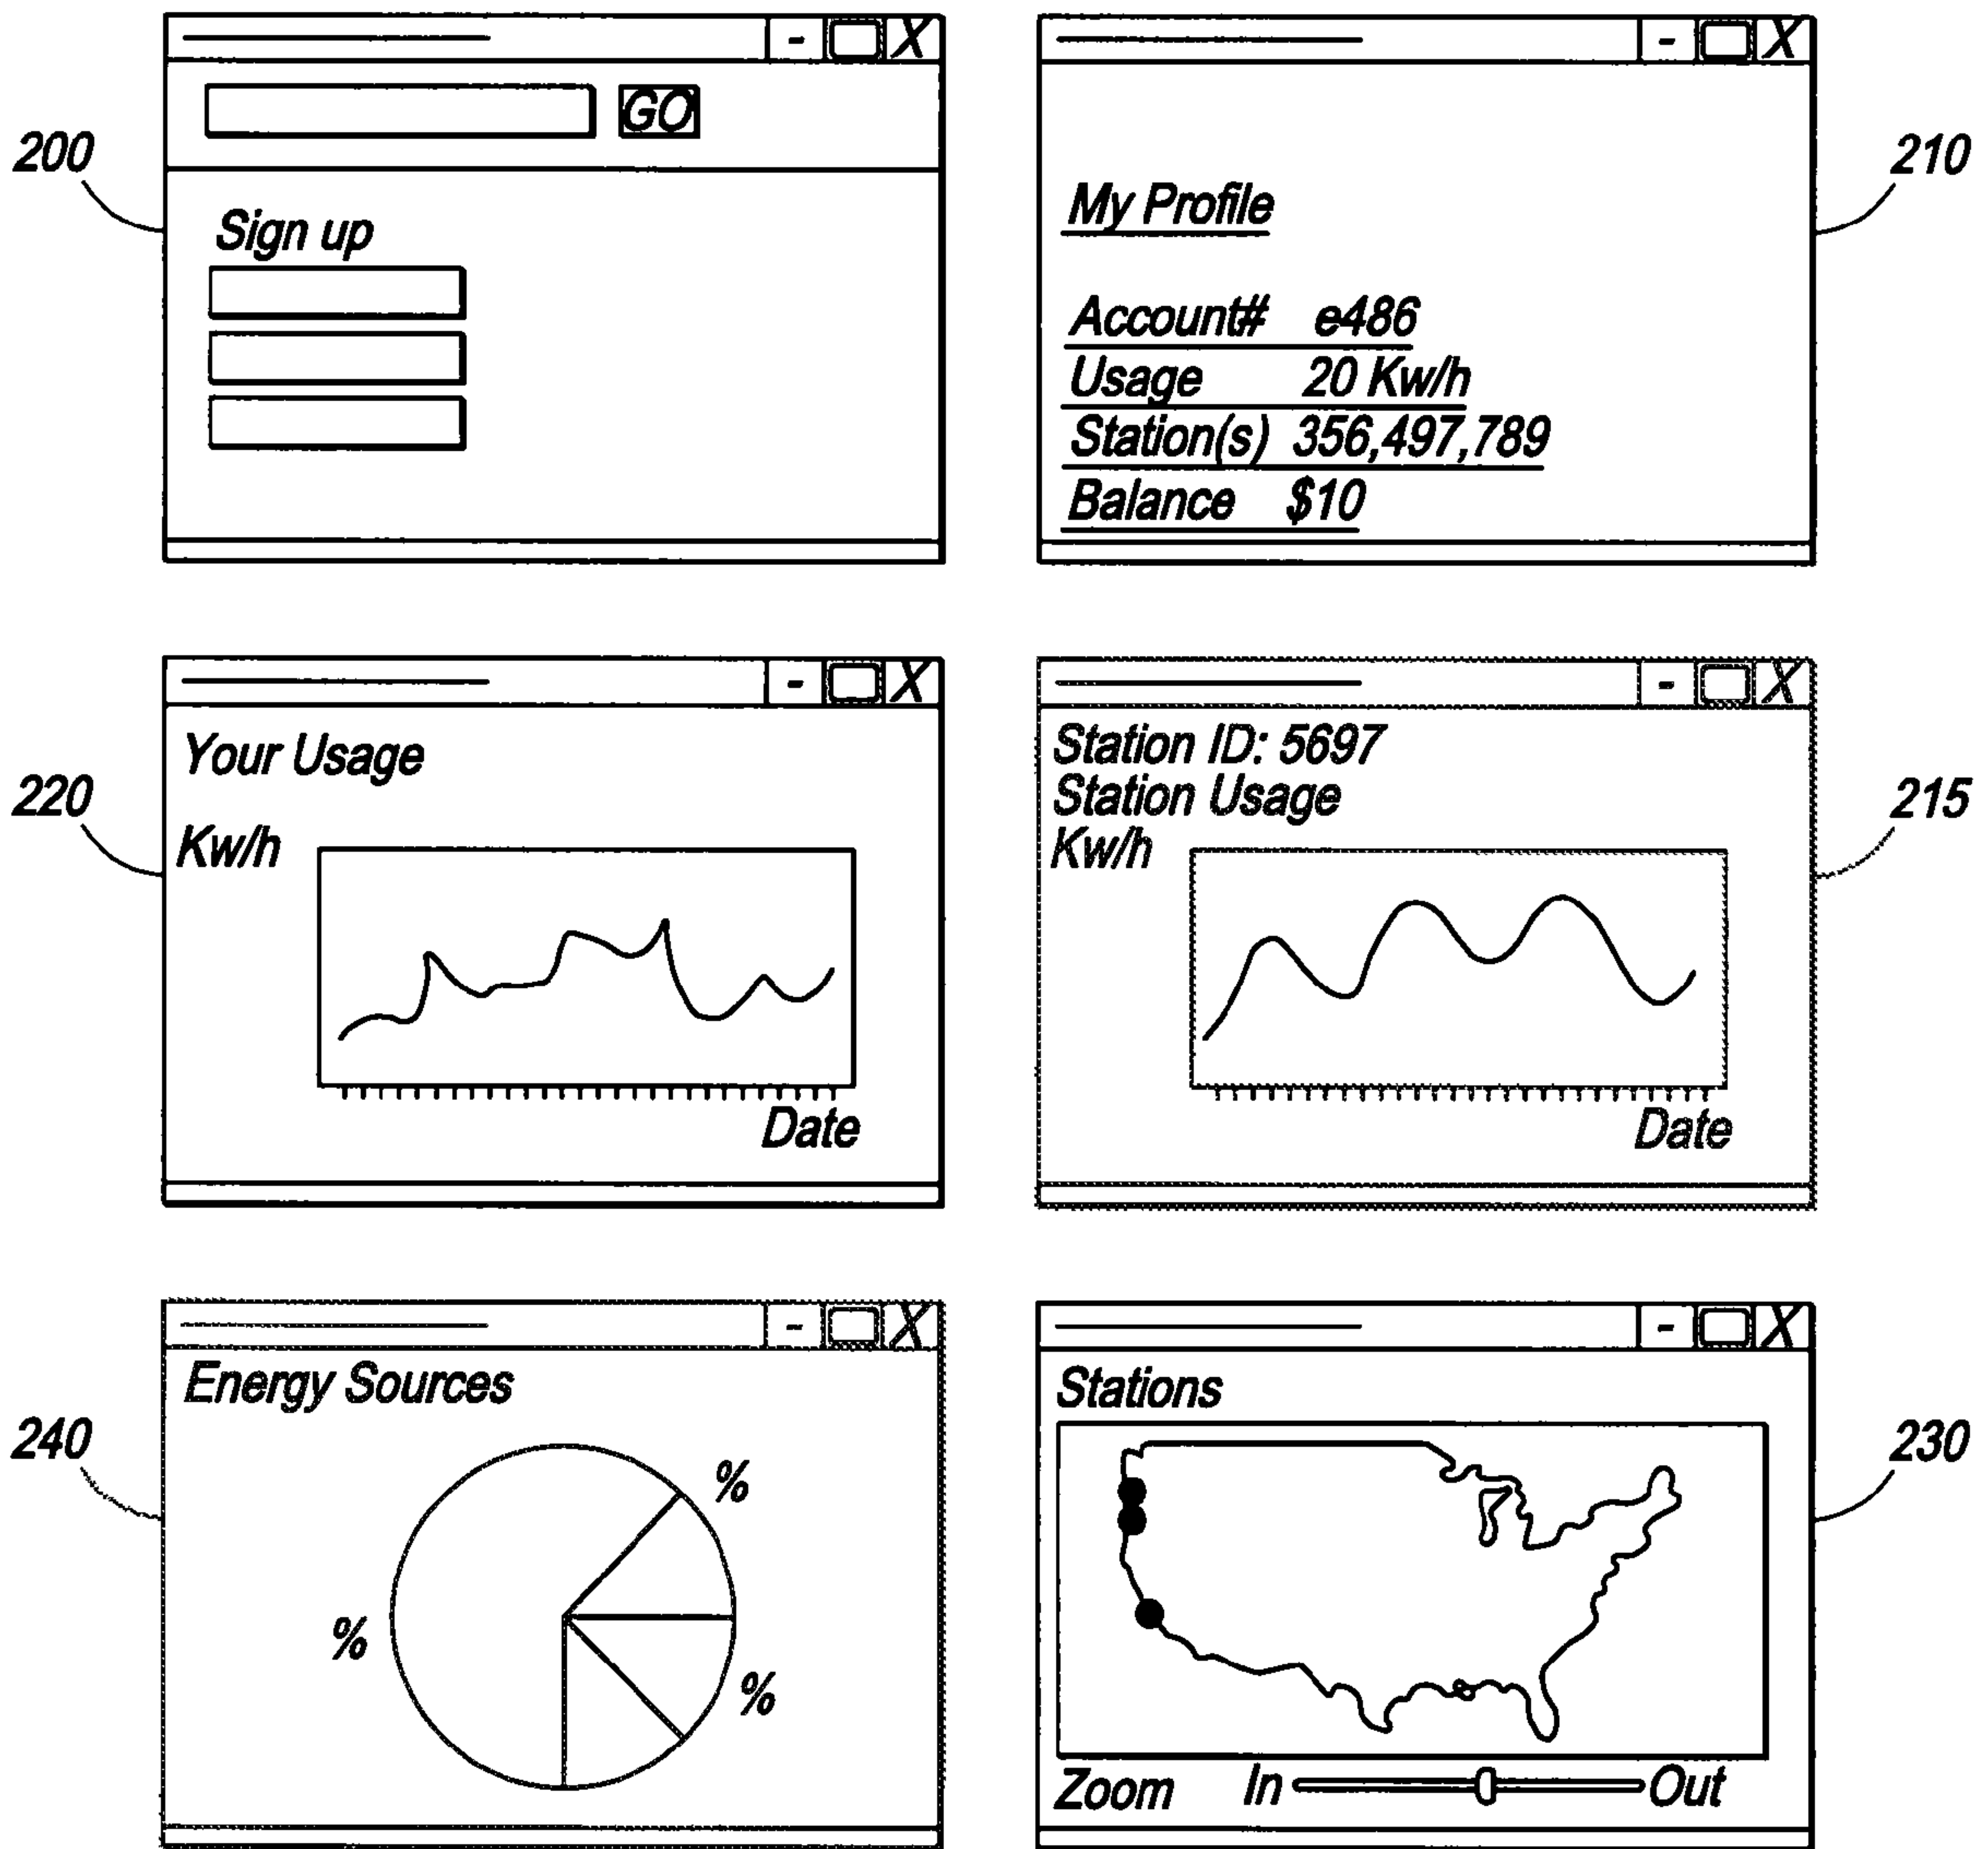 - X
GO
200
Sign up
- X
210
My Profile
Account# e486
Usage 20 Kw/h
Station(s) 356,497,789
Balance $10
- X
220
Your Usage
Kw/h
Date
- X
215
Station ID: 5697
Station Usage
Kw/h
Date
- X
240
Energy Sources
%
%
%
- X
230
Stations
Zoom In Out